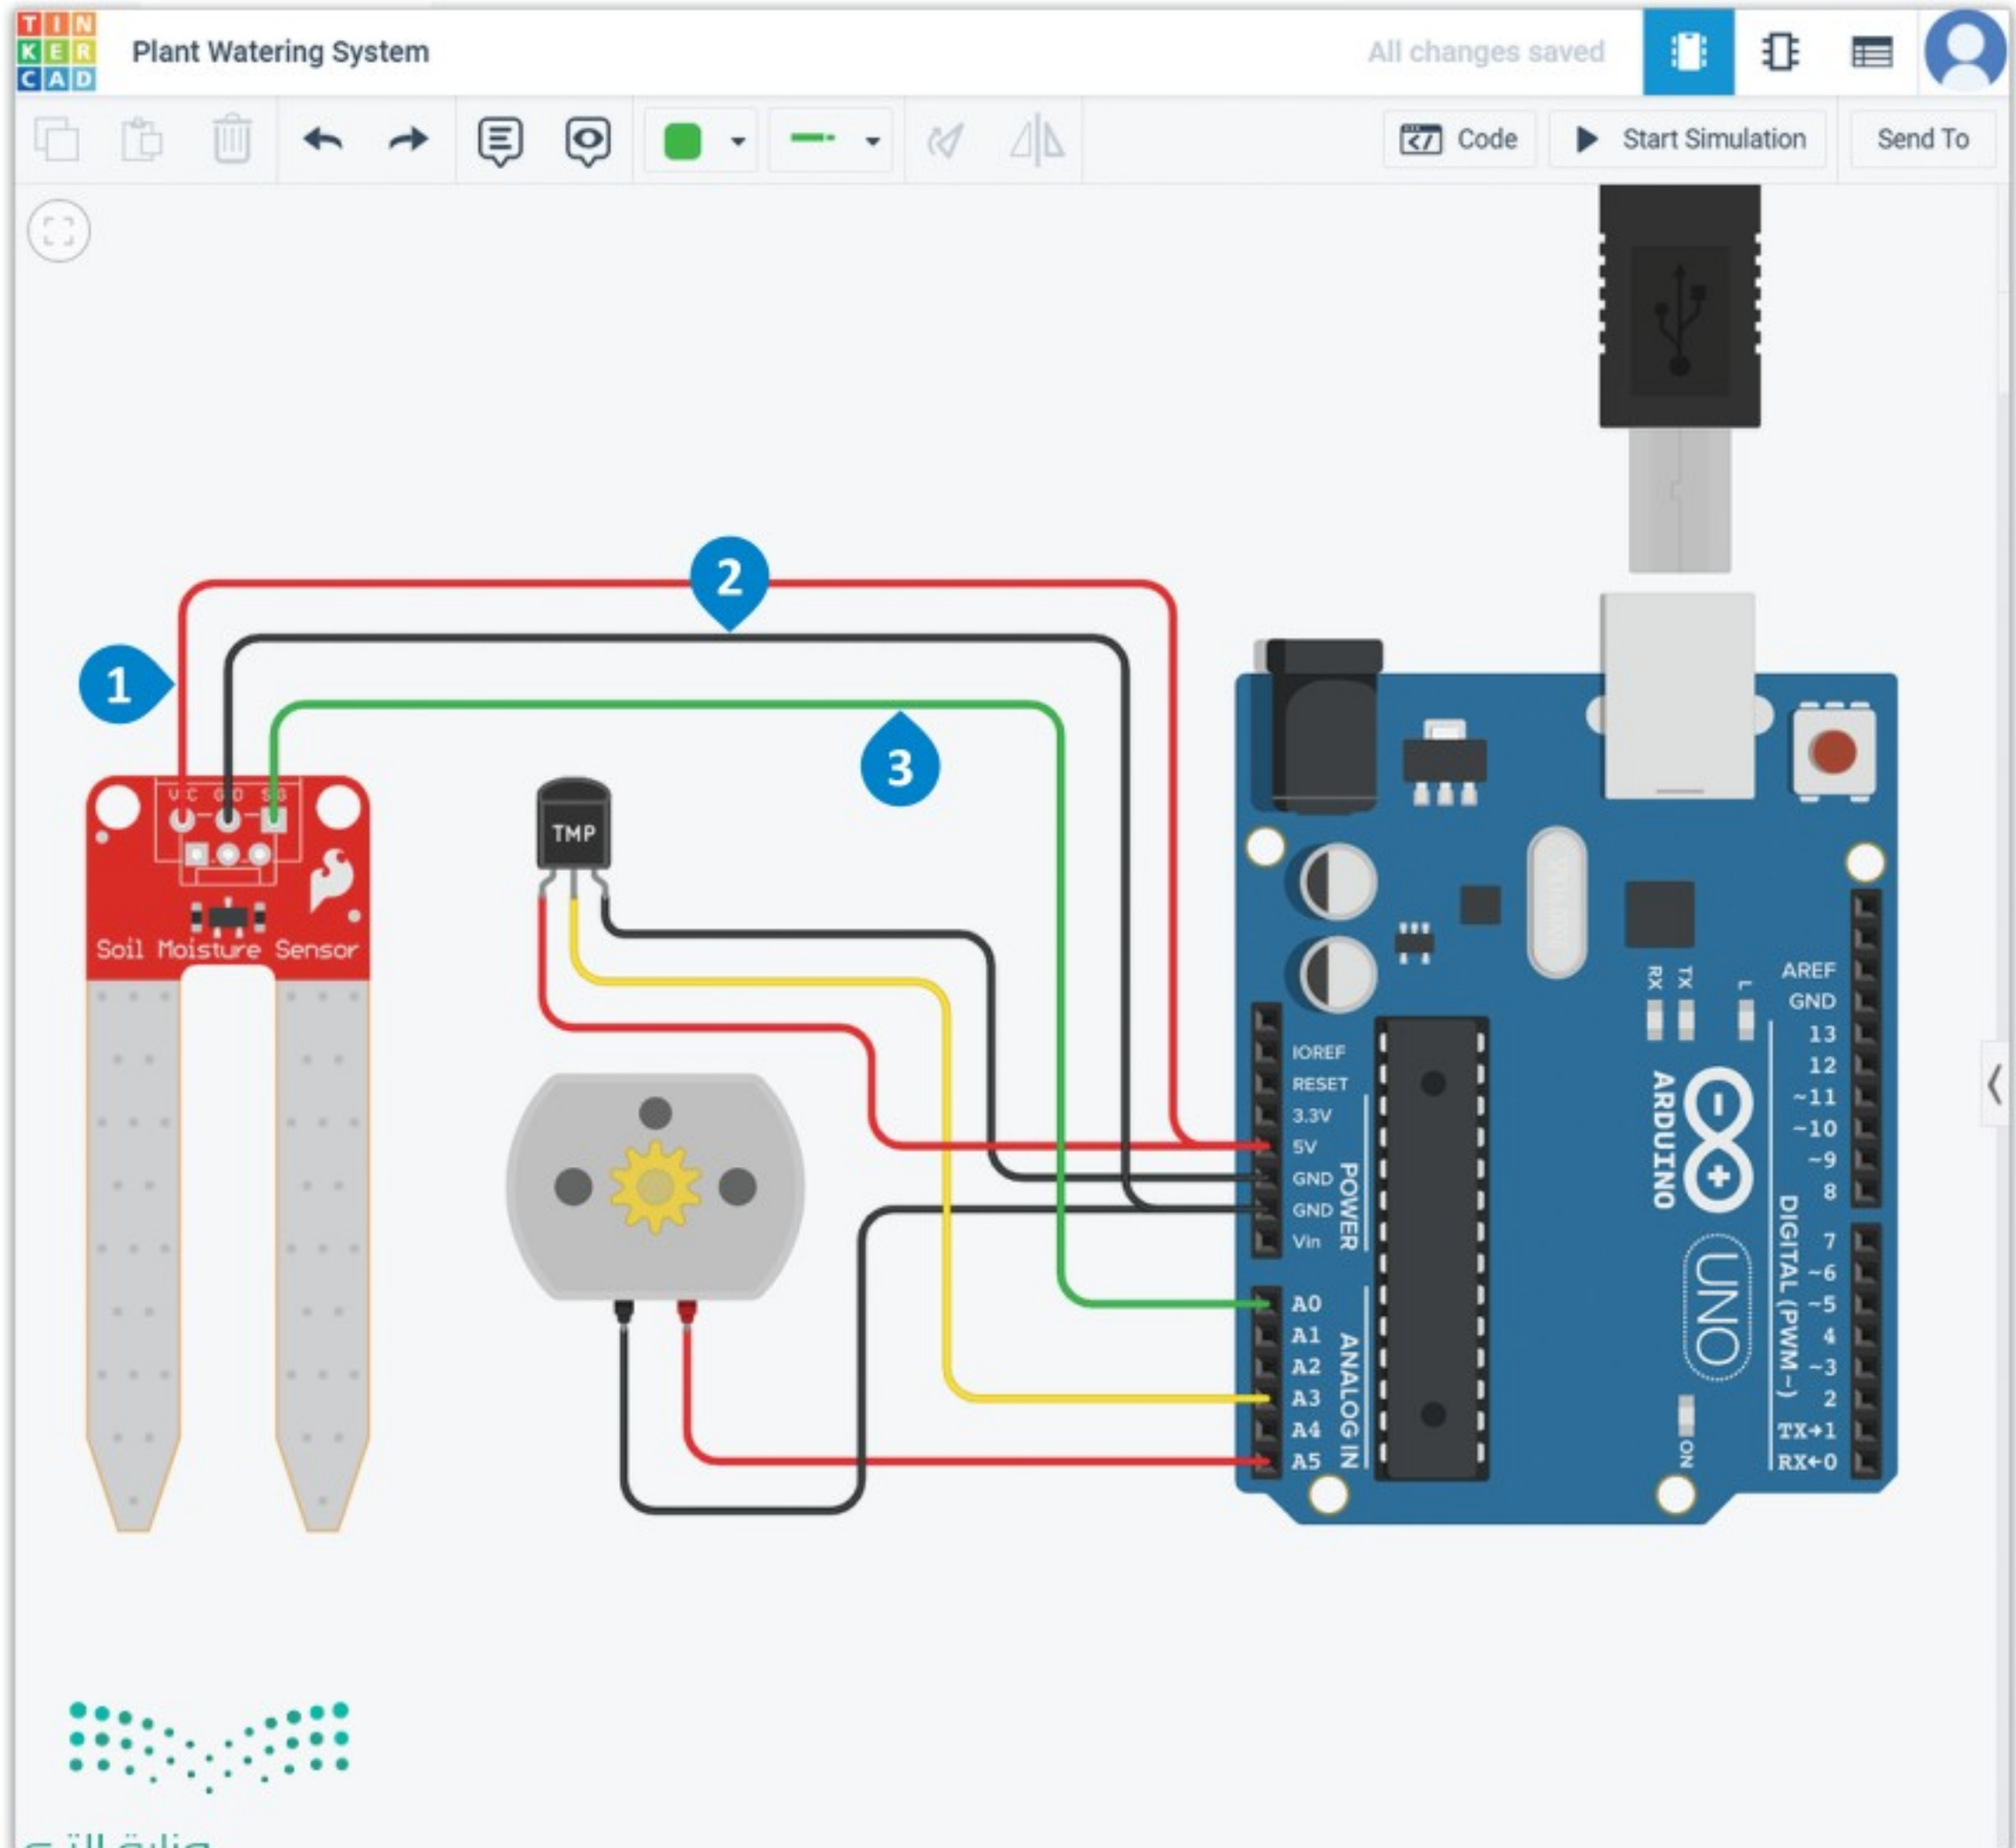 TIN
KER
CAD
Plant Watering System
All changes saved
Code
Start Simulation
Send To
2
1
3
TMP
Soil Moisture Sensor
IOREF
RESET
3.3V
5V
GND
GND
Vin
POWER
A0
A1
A2
A3
A4
A5
ANALOG IN
RX
TX
L
ARDUINO
UNO
ON
AREF
GND
13
12
~11
~10
~9
8
7
~6
~5
4
~3
2
TX→1
RX←0
DIGITAL (PWM~)